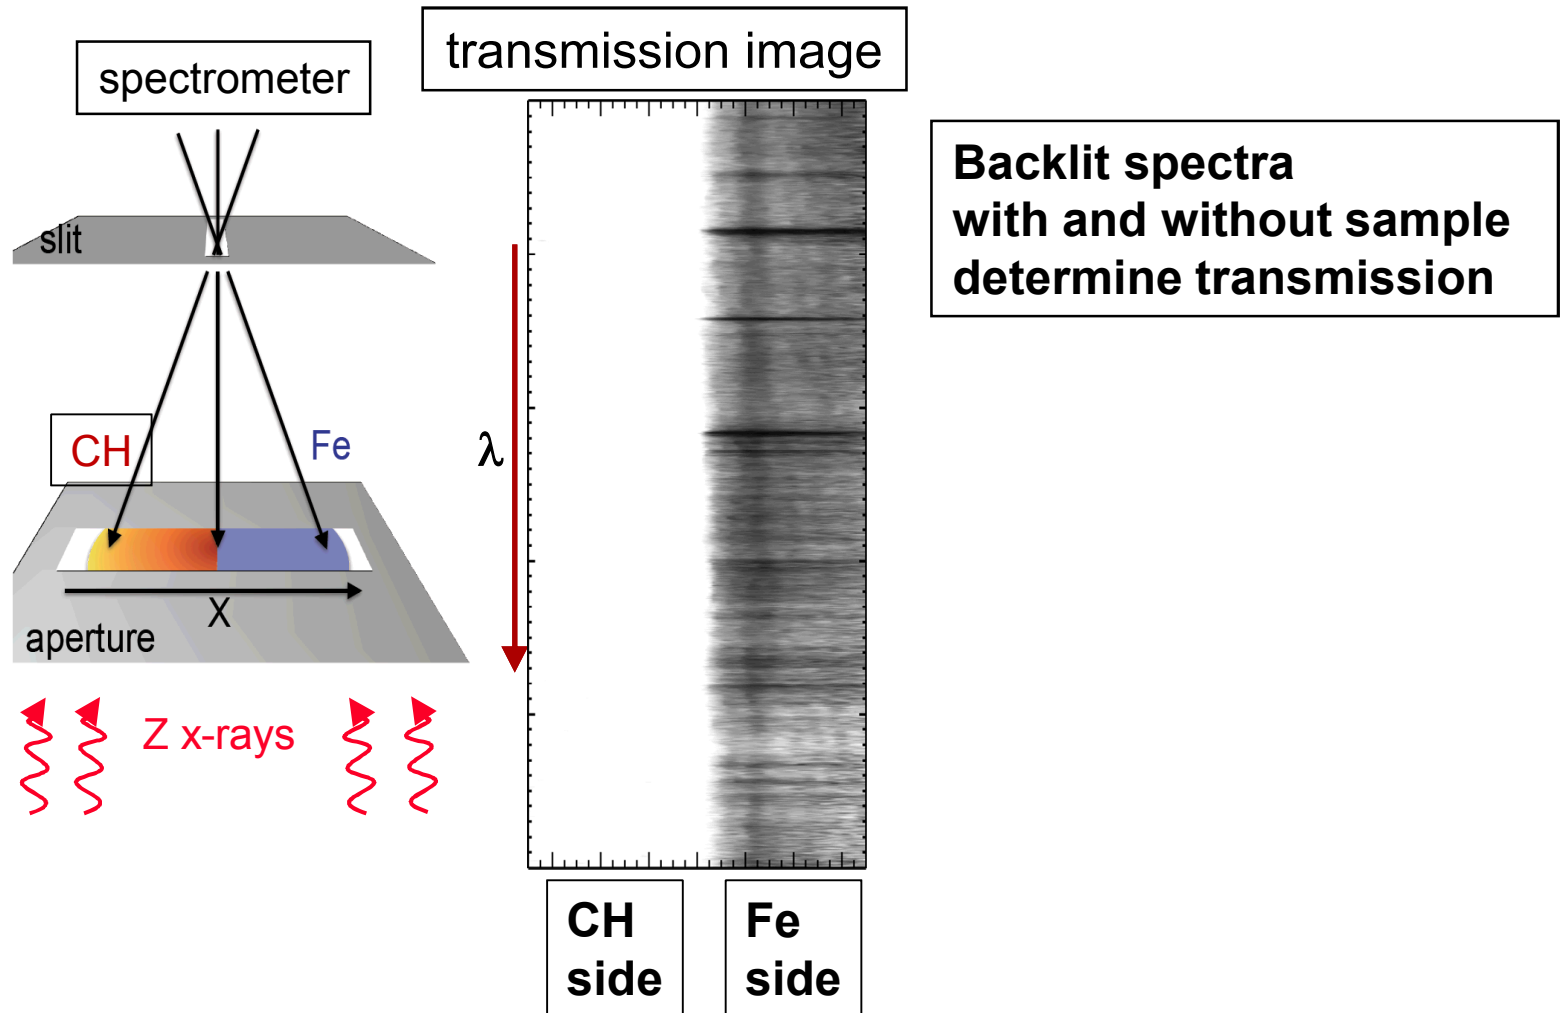 spectrometer
slit
CH
Fe
X
aperture
Z x-rays
transmission image
λ
CH
side
Fe
side
Backlit spectra
with and without sample
determine transmission